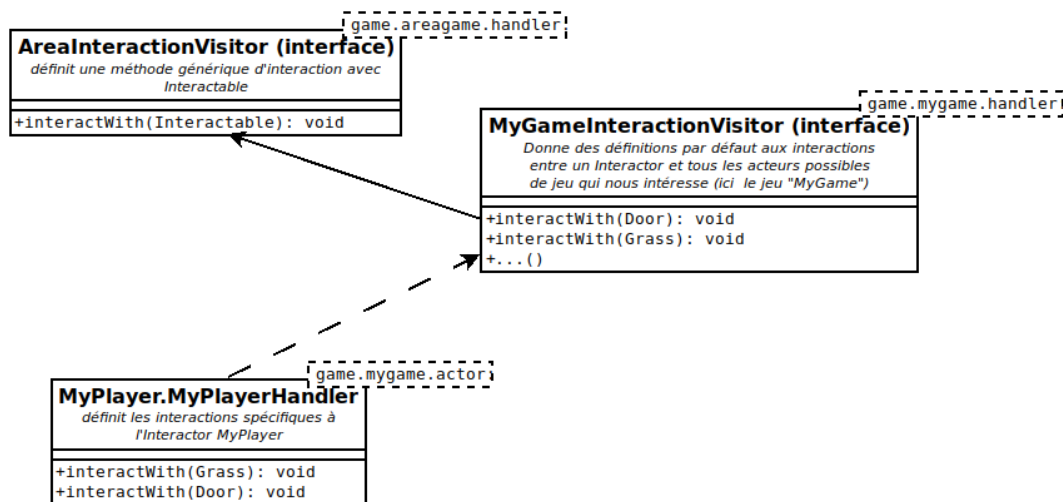 game.areagame.handler
AreaInteractionVisitor (interface)
définit une méthode générique d'interaction avec
Interactable
+interactWith(Interactable): void
game.mygame.handler
MyGameInteractionVisitor (interface)
Donne des définitions par défaut aux interactions
entre un Interactor et tous les acteurs possibles
de jeu qui nous intéresse (ici le jeu "MyGame")
+interactWith(Door): void
+interactWith(Grass): void
+...()
game.mygame.actor
MyPlayer.MyPlayerHandler
définit les interactions spécifiques à
l'Interactor MyPlayer
+interactWith(Grass): void
+interactWith(Door): void